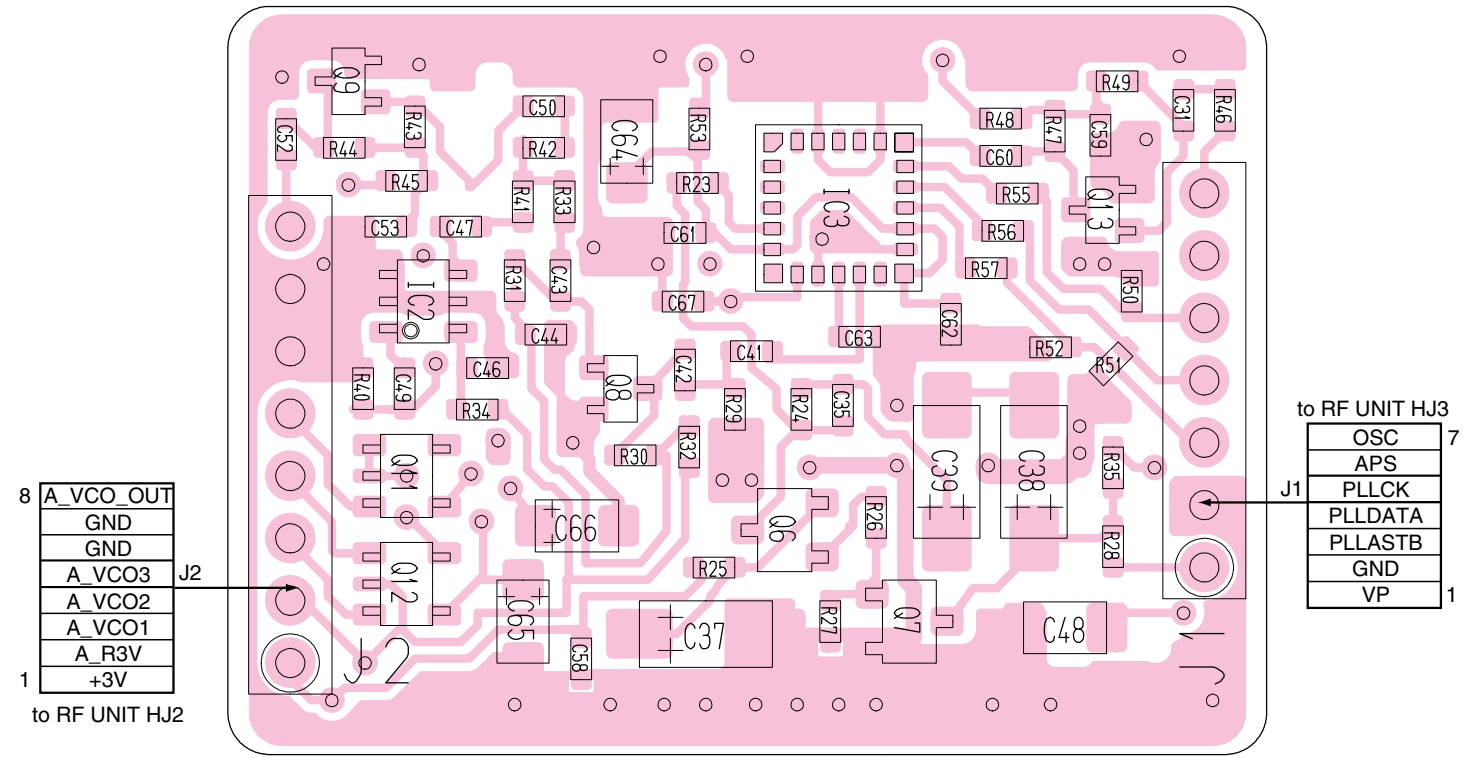 Q9
C52
R44
R43
R45
C53
C47
C50
R42
R41
R33
C64
R53
R23
C61
C67
IC3
R48
C60
R47
R49
C59
C31
R46
R55
R56
R57
Q13
R50
IC2
R31
C43
C44
C46
R40
C49
R34
Q8
C42
C41
R29
R24
C35
C63
C62
R52
R51
Q11
Q12
R30
R32
C66
C65
C58
R25
C37
Q6
R26
R27
Q7
C39
C38
R35
R28
C48
J2
J1
8 A_VCO_OUT
GND
GND
A_VCO3
J2
A_VCO2
A_VCO1
A_R3V
1 +3V
to RF UNIT HJ2
to RF UNIT HJ3
OSC 7
APS
J1 PLLCK
PLLDATA
PLLASTB
GND
VP 1